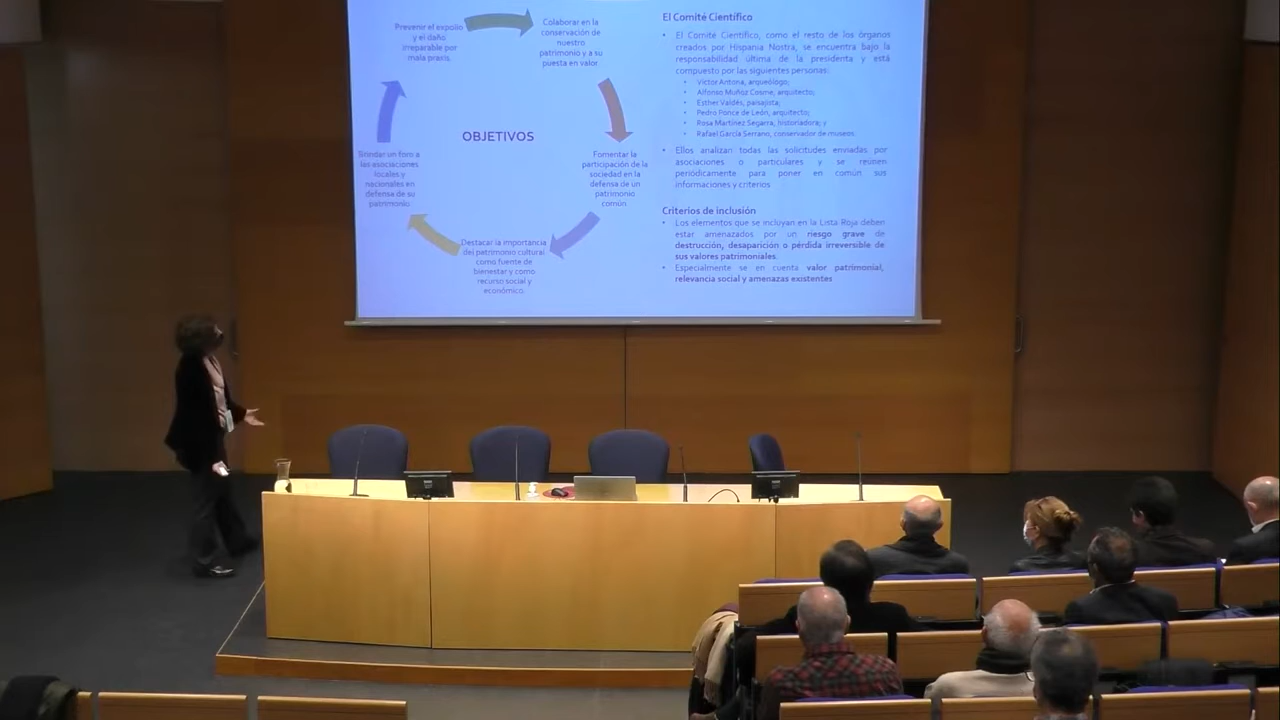 Prevenir el expolio
y el daño
irreparable por
mala praxis.
Colaborar en la
conservación de
nuestro
patrimonio y a su
puesta en valor.
Fomentar la
participación de la
sociedad en la
defensa de un
patrimonio
común.
Destacar la importancia
del patrimonio cultural
como fuente de
bienestar y como
recurso social y
económico.
Brindar un foro a
las asociaciones
locales y
nacionales en
defensa de su
patrimonio.
OBJETIVOS
El Comité Científico
• El Comité Científico, como el resto de los órganos
creados por Hispania Nostra, se encuentra bajo la
responsabilidad última de la presidenta y está
compuesto por las siguientes personas:
• Víctor Antona, arqueólogo;
• Alfonso Muñoz Cosme, arquitecto;
• Esther Valdés, paisajista;
• Pedro Ponce de León, arquitecto;
• Rosa Martínez Segarra, historiadora; y
• Rafael García Serrano, conservador de museos.
• Ellos analizan todas las solicitudes enviadas por
asociaciones o particulares y se reúnen
periódicamente para poner en común sus
informaciones y criterios
Criterios de inclusión
• Los elementos que se incluyan en la Lista Roja deben
estar amenazados por un riesgo grave de
destrucción, desaparición o pérdida irreversible de
sus valores patrimoniales.
• Especialmente se en cuenta valor patrimonial,
relevancia social y amenazas existentes